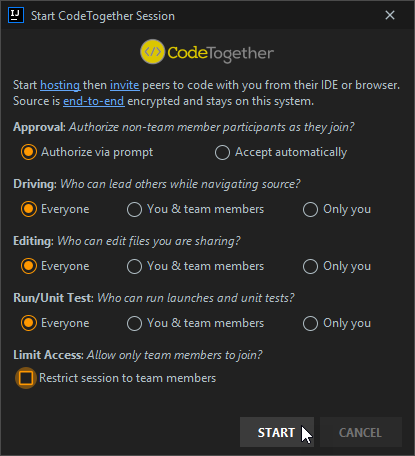 IJ Start CodeTogether Session
</> CodeTogether
Start hosting then invite peers to code with you from their IDE or browser.
Source is end-to-end encrypted and stays on this system.
Approval: Authorize non-team member participants as they join?
Authorize via prompt Accept automatically
Driving: Who can lead others while navigating source?
Everyone You & team members Only you
Editing: Who can edit files you are sharing?
Everyone You & team members Only you
Run/Unit Test: Who can run launches and unit tests?
Everyone You & team members Only you
Limit Access: Allow only team members to join?
Restrict session to team members
START CANCEL